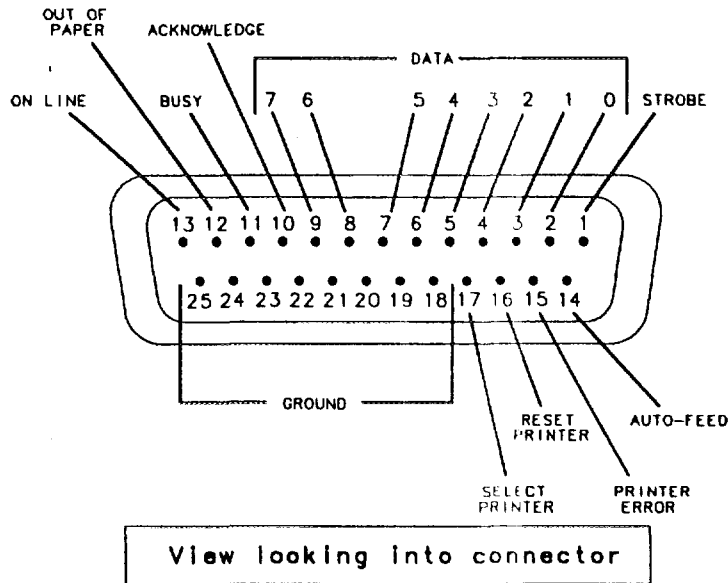 OUT OF
PAPER
ACKNOWLEDGE
DATA
ON LINE
BUSY
7 6 5 4 3 2 1 0
STROBE
13 12 11 10 9 8 7 6 5 4 3 2 1
25 24 23 22 21 20 19 18 17 16 15 14
GROUND
RESET
PRINTER
AUTO-FEED
SELECT
PRINTER
PRINTER
ERROR
View looking into connector